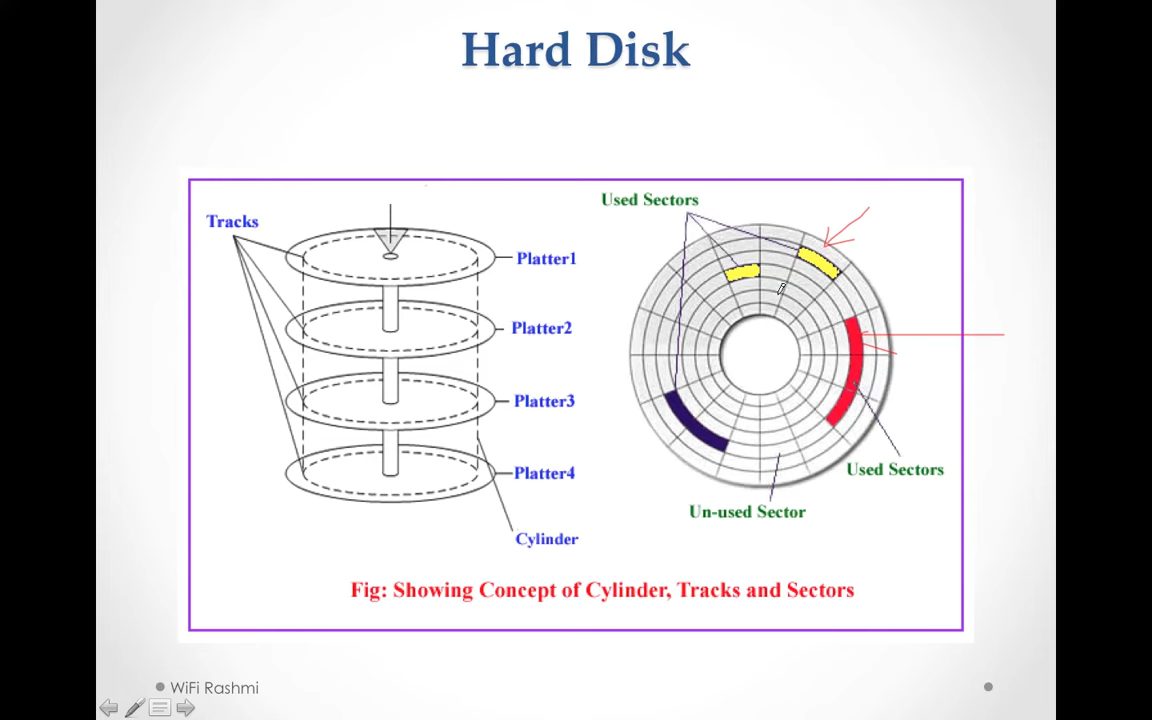 Hard Disk
Tracks
Platter1
Platter2
Platter3
Platter4
Cylinder
Used Sectors
Used Sectors
Un-used Sector
Fig: Showing Concept of Cylinder, Tracks and Sectors
WiFi Rashmi